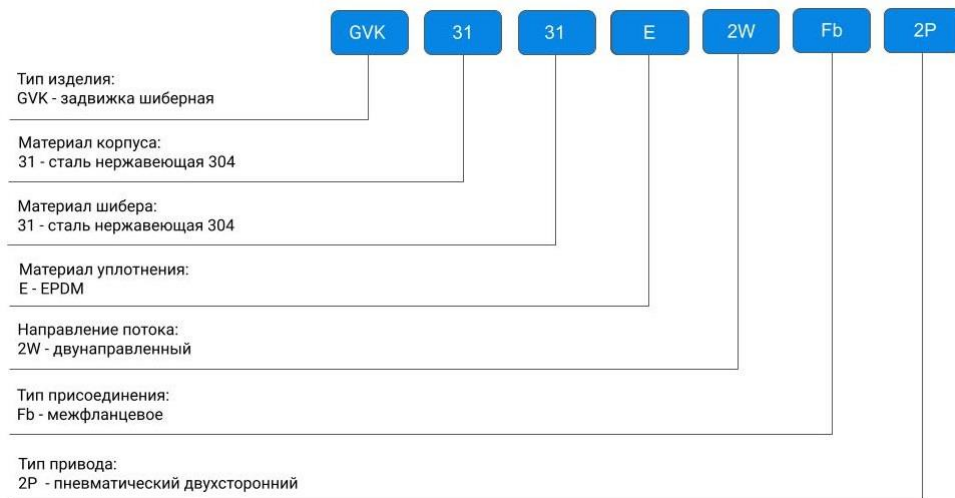 GVK 31 31 E 2W Fb 2P
Тип изделия:
GVK - задвижка шиберная
Материал корпуса:
31 - сталь нержавеющая 304
Материал шибера:
31 - сталь нержавеющая 304
Материал уплотнения:
E - EPDM
Направление потока:
2W - двунаправленный
Тип присоединения:
Fb - межфланцевое
Тип привода:
2P - пневматический двухсторонний